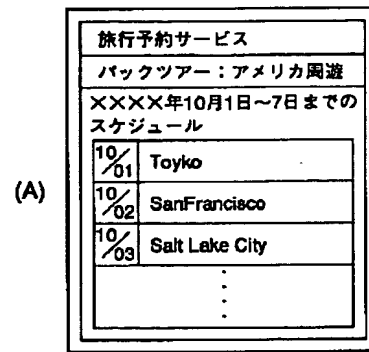 旅行予約サービス
パックツアー：アメリカ周遊
××××年10月1日～7日までの
スケジュール
10/01 Toyko
(A)
10/02 SanFrancisco
10/03 Salt Lake City